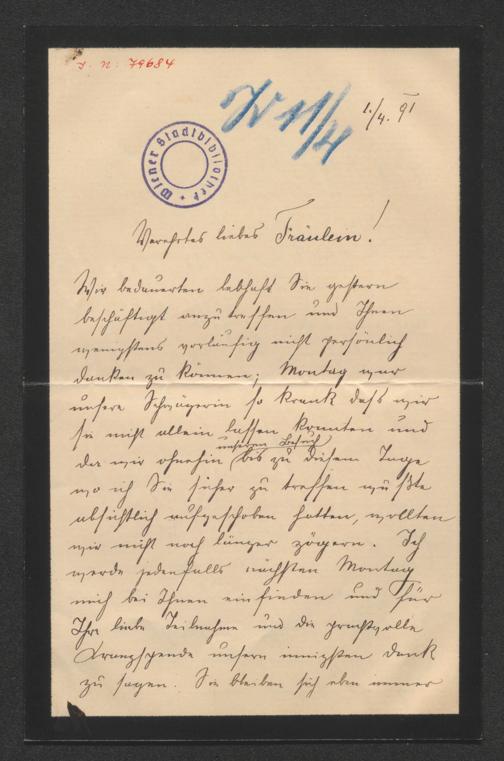 J. N: 79684
1./4. 91
Wiener Stadtbibliothek
Verehrtes liebes Fräulein!
Wir bedauerten lebhaft Sie gestern
beschäftigt anzutreffen und Ihnen
wenigstens vorläufig nicht persönlich
danken zu können; Montag war
unsere Schwägerin so krank daß wir
sie nicht allein lassen konnten und
unseren Besuch
da wir ohnehin bis zu diesem Tage
wo ich Sie sicher zu treffen wußte
absichtlich aufgeschoben hatten, wollten
wir nicht noch länger zögern. Ich
werde jedenfalls nächsten Montag
mich bei Ihnen einfinden und für
Ihre liebe Teilnahme und die prachtvolle
Kranzspende unsern innigsten Dank
zu sagen. Sie bleiben sich eben immer